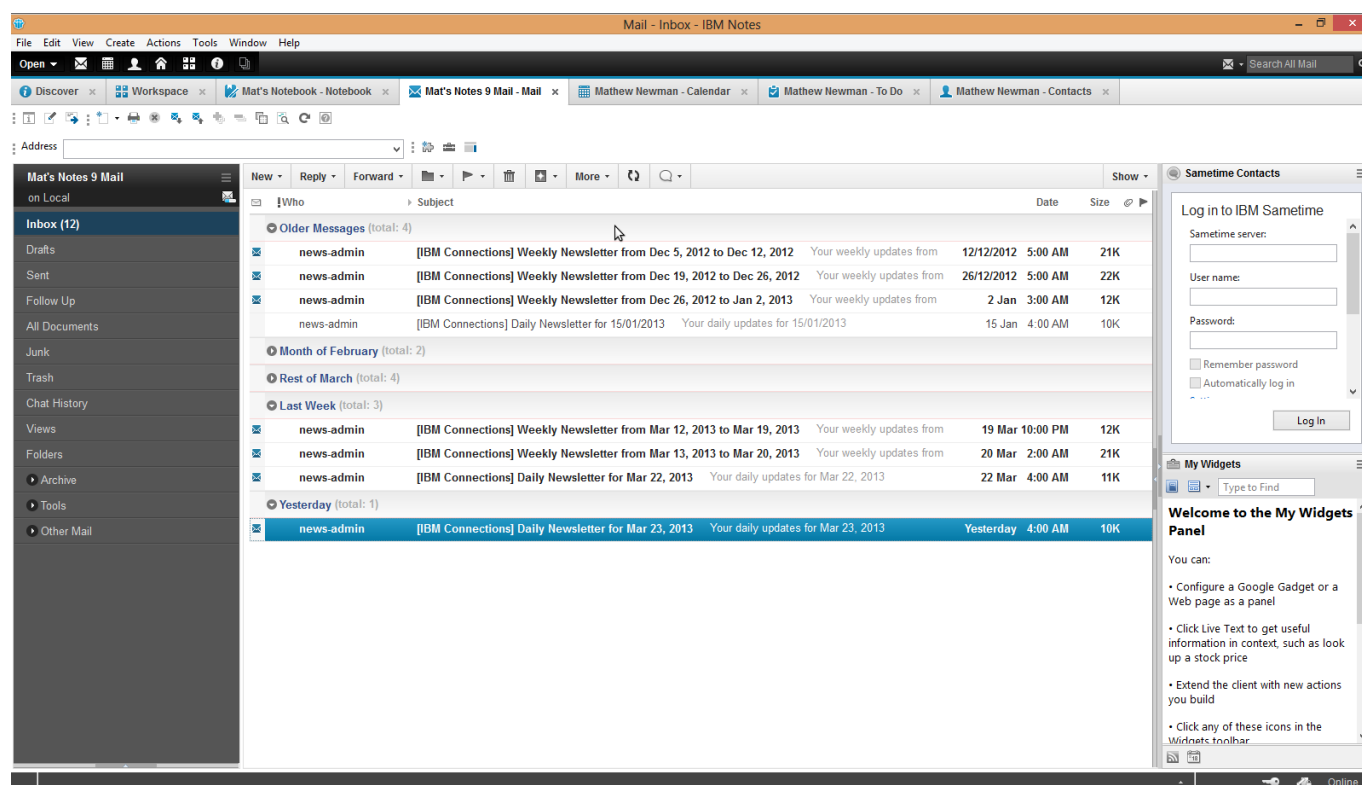 Mail - Inbox - IBM Notes
File Edit View Create Actions Tools Window Help
Open
Search All Mail
Discover Workspace Mat's Notebook - Notebook Mat's Notes 9 Mail - Mail Mathew Newman - Calendar Mathew Newman - To Do Mathew Newman - Contacts
Address
Mat's Notes 9 Mail
on Local
Inbox (12)
Drafts
Sent
Follow Up
All Documents
Junk
Trash
Chat History
Views
Folders
Archive
Tools
Other Mail
New Reply Forward More Show
! Who Subject Date Size
Older Messages (total: 4)
news-admin [IBM Connections] Weekly Newsletter from Dec 5, 2012 to Dec 12, 2012 Your weekly updates from 12/12/2012 5:00 AM 21K
news-admin [IBM Connections] Weekly Newsletter from Dec 19, 2012 to Dec 26, 2012 Your weekly updates from 26/12/2012 5:00 AM 22K
news-admin [IBM Connections] Weekly Newsletter from Dec 26, 2012 to Jan 2, 2013 Your weekly updates from 2 Jan 3:00 AM 12K
news-admin [IBM Connections] Daily Newsletter for 15/01/2013 Your daily updates for 15/01/2013 15 Jan 4:00 AM 10K
Month of February (total: 2)
Rest of March (total: 4)
Last Week (total: 3)
news-admin [IBM Connections] Weekly Newsletter from Mar 12, 2013 to Mar 19, 2013 Your weekly updates from 19 Mar 10:00 PM 12K
news-admin [IBM Connections] Weekly Newsletter from Mar 13, 2013 to Mar 20, 2013 Your weekly updates from 20 Mar 2:00 AM 21K
news-admin [IBM Connections] Daily Newsletter for Mar 22, 2013 Your daily updates for Mar 22, 2013 22 Mar 4:00 AM 11K
Yesterday (total: 1)
news-admin [IBM Connections] Daily Newsletter for Mar 23, 2013 Your daily updates for Mar 23, 2013 Yesterday 4:00 AM 10K
Sametime Contacts
Log in to IBM Sametime
Sametime server:
User name:
Password:
Remember password
Automatically log in
Log In
My Widgets
Type to Find
Welcome to the My Widgets
Panel
You can:
• Configure a Google Gadget or a
Web page as a panel
• Click Live Text to get useful
information in context, such as look
up a stock price
• Extend the client with new actions
you build
• Click any of these icons in the
Widgets toolbar
Online